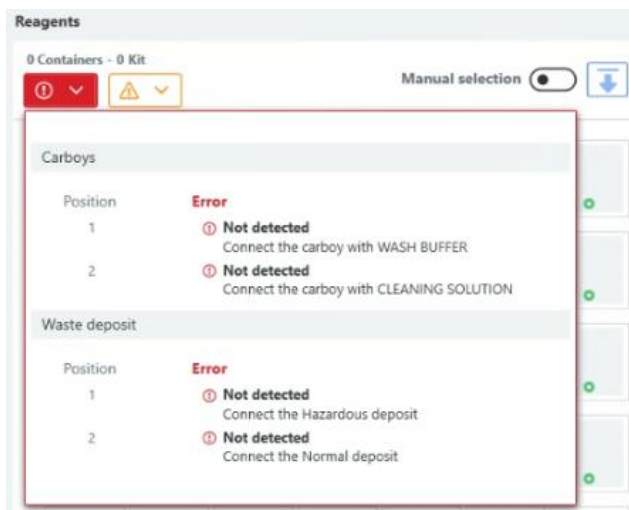 Reagents
0 Containers - 0 Kit
Manual selection
Carboys
Position Error
1 Not detected
Connect the carboy with WASH BUFFER
2 Not detected
Connect the carboy with CLEANING SOLUTION
Waste deposit
Position Error
1 Not detected
Connect the Hazardous deposit
2 Not detected
Connect the Normal deposit